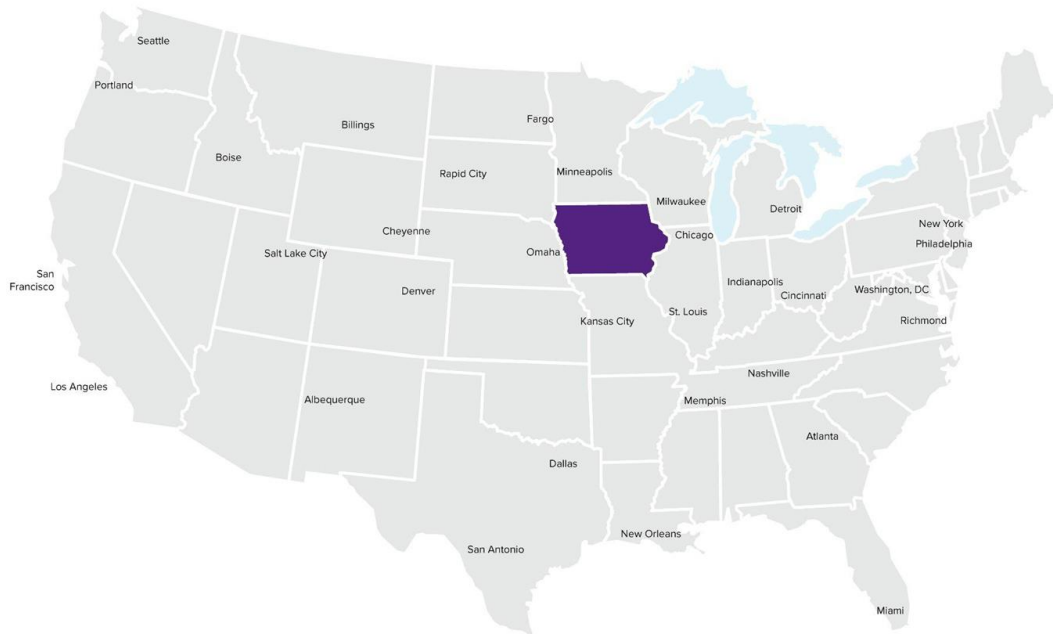 Seattle
Portland
Billings
Fargo
Boise
Rapid City
Minneapolis
Milwaukee
Detroit
New York
Cheyenne
Chicago
Philadelphia
Salt Lake City
Omaha
San
Francisco
Denver
Indianapolis
Cincinnati
Washington, DC
Kansas City
St. Louis
Richmond
Los Angeles
Albequerque
Nashville
Memphis
Atlanta
Dallas
New Orleans
San Antonio
Miami